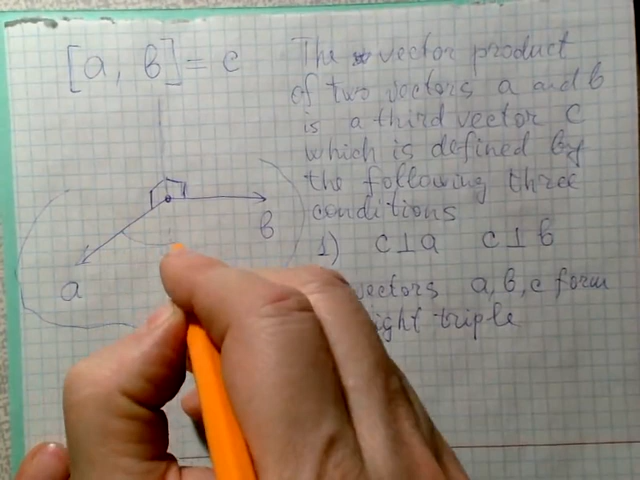 [a, b] = c
The vector product
of two vectors a and b
is a third vector c
which is defined by
the following three
conditions
1) c⊥a c⊥b
vectors a, b, c form
ight triple
b
a